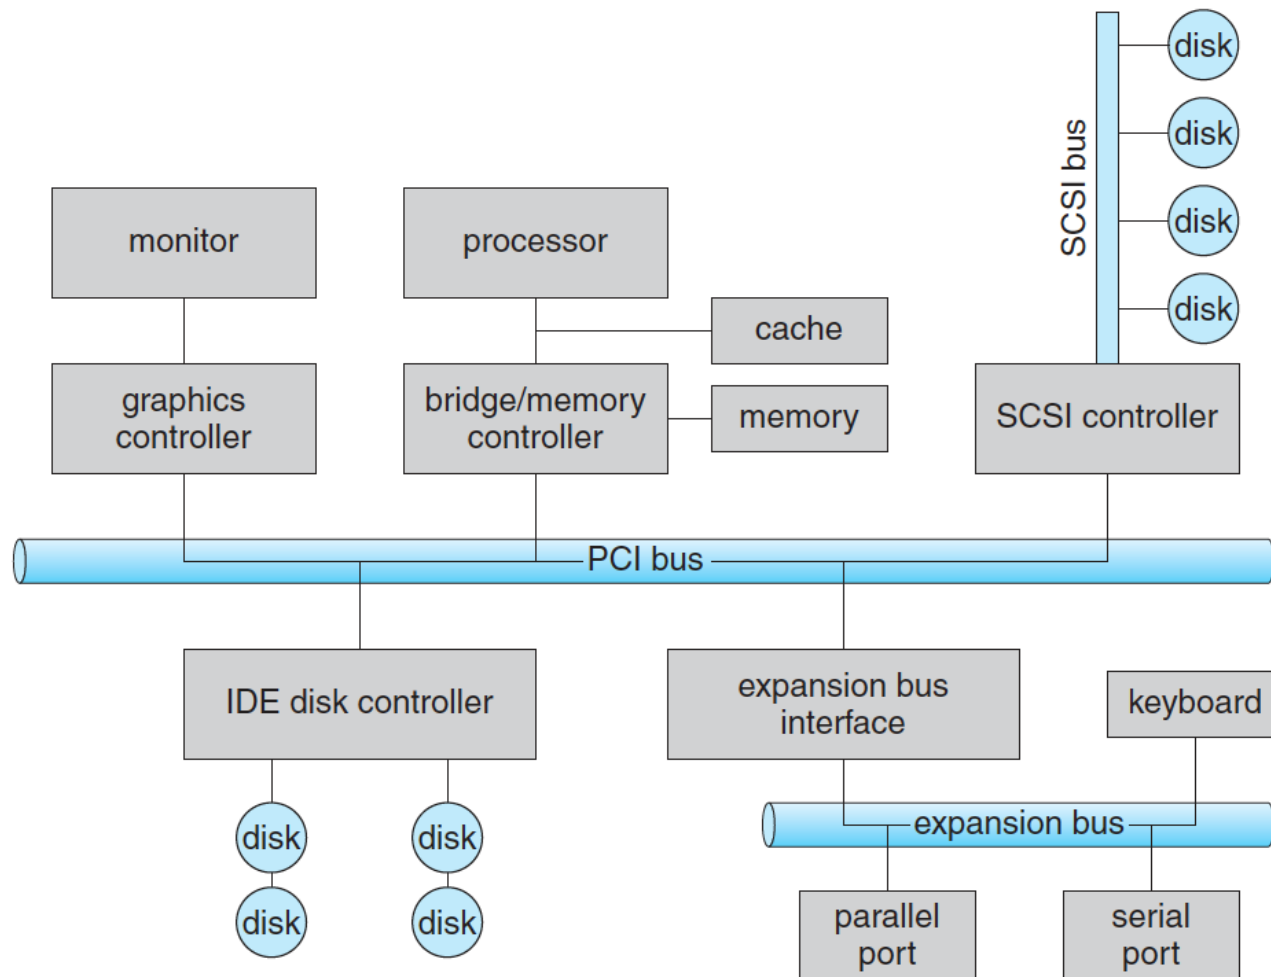 disk
disk
disk
disk
SCSI bus
monitor
processor
cache
graphics
controller
bridge/memory
controller
memory
SCSI controller
PCI bus
IDE disk controller
expansion bus
interface
keyboard
disk
disk
expansion bus
disk
disk
parallel
port
serial
port